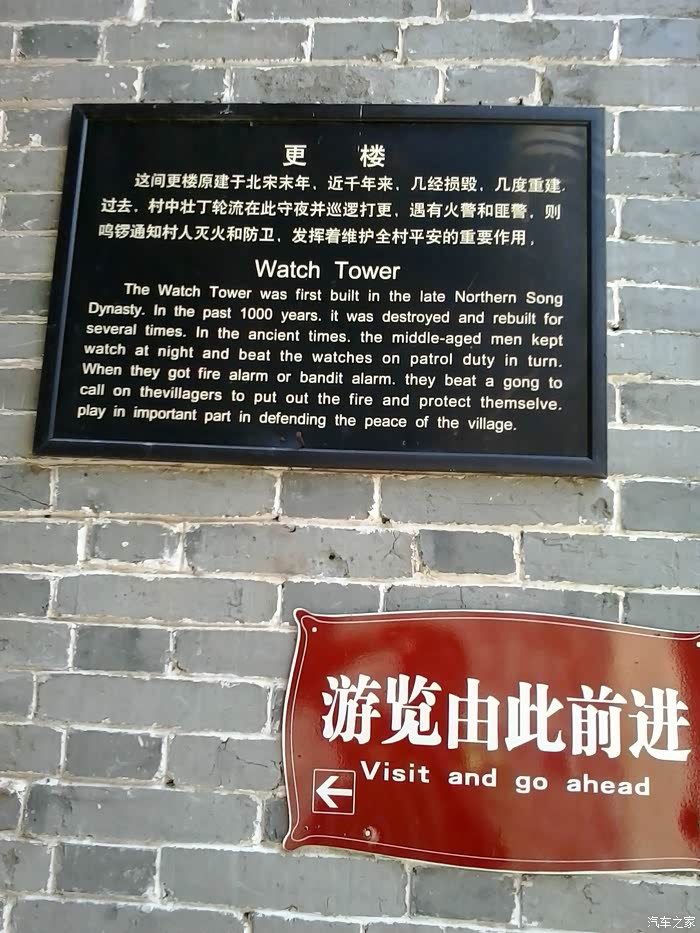 更 楼
这间更楼原建于北宋末年，近千年来，几经损毁，几度重建，
过去，村中壮丁轮流在此守夜并巡逻打更，遇有火警和匪警，则
鸣锣通知村人灭火和防卫，发挥着维护全村平安的重要作用，
Watch Tower
The Watch Tower was first built in the late Northern Song
Dynasty. In the past 1000 years. it was destroyed and rebuilt for
several times. In the ancient times. the middle-aged men kept
watch at night and beat the watches on patrol duty in turn.
When they got fire alarm or bandit alarm. they beat a gong to
call on thevillagers to put out the fire and protect themselve.
play in important part in defending the peace of the village.
游览由此前进
Visit and go ahead
汽车之家